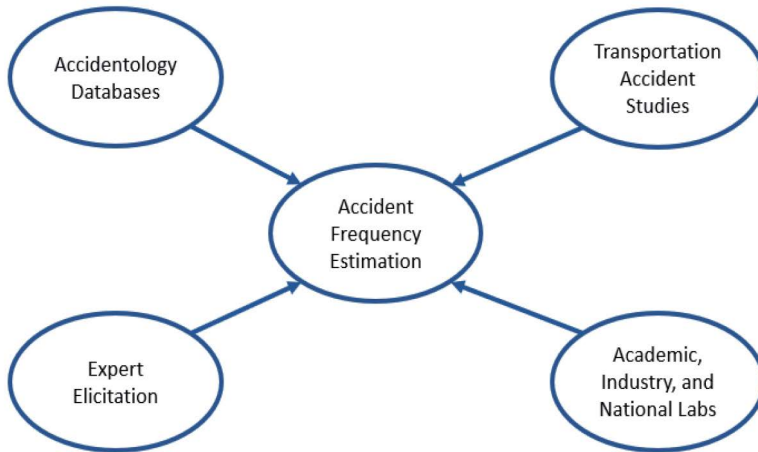 Accidentology
Databases
Transportation
Accident
Studies
Accident
Frequency
Estimation
Expert
Elicitation
Academic,
Industry, and
National Labs